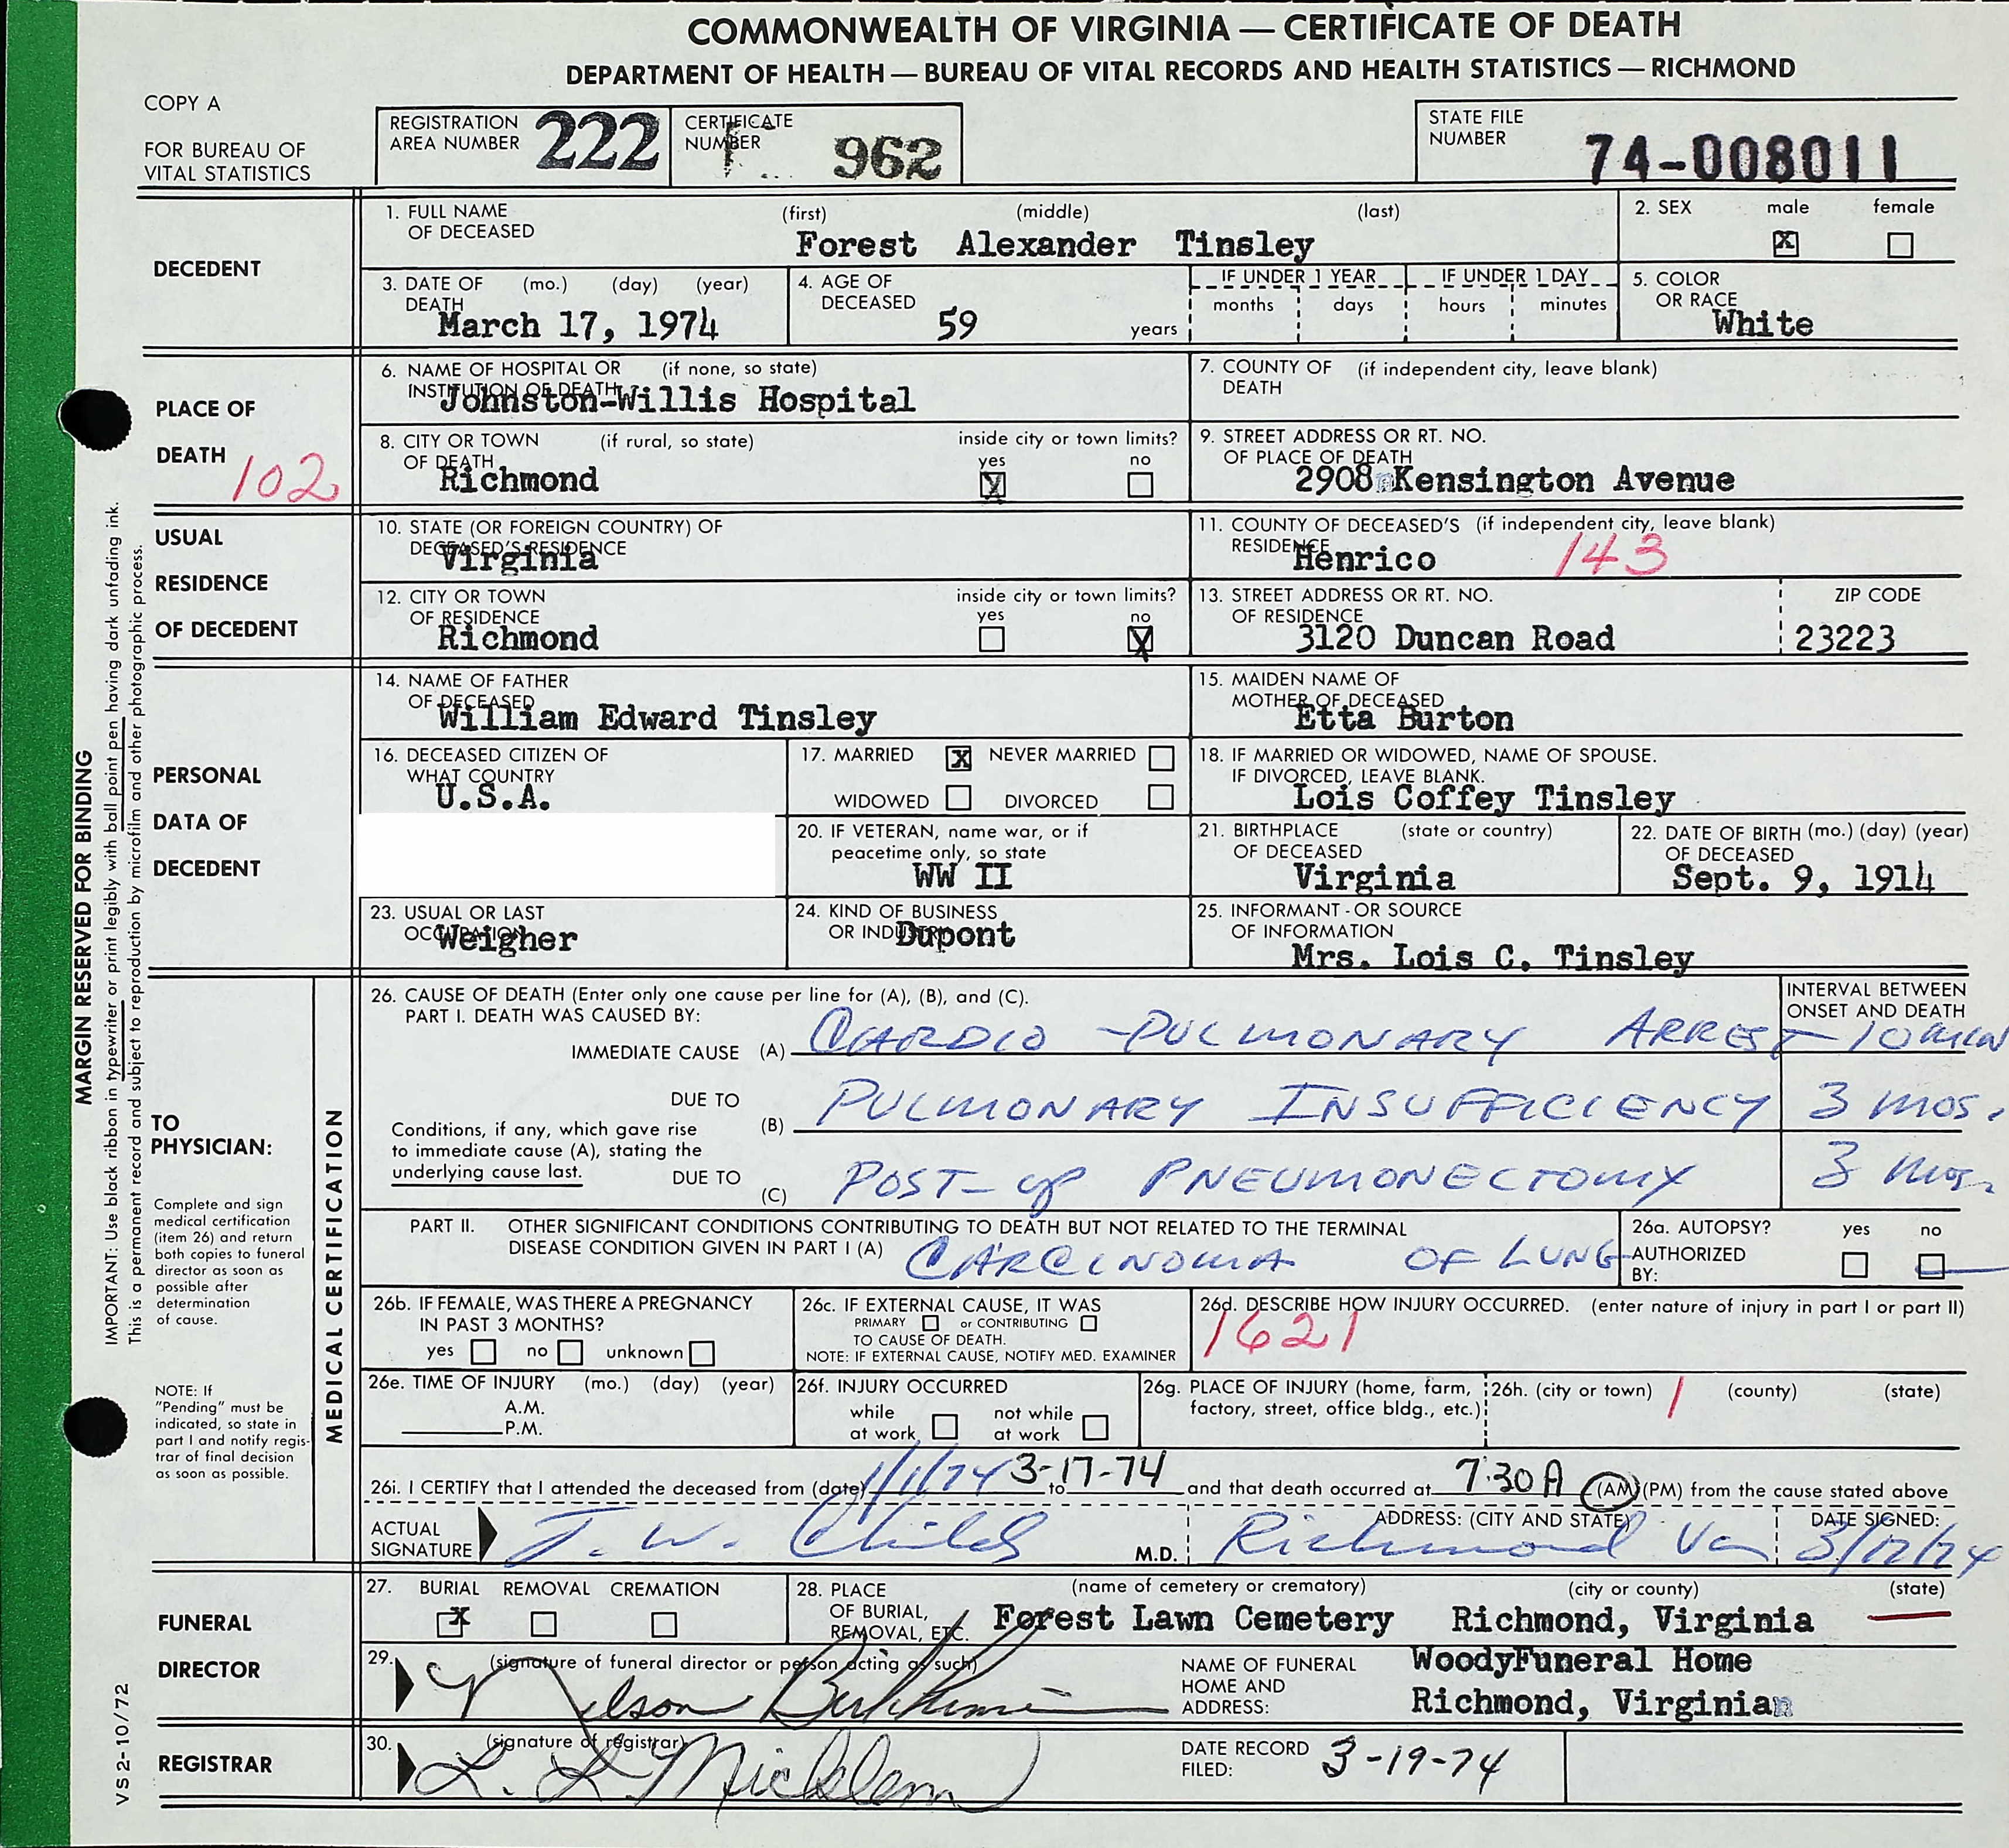 COMMONWEALTH OF VIRGINIA — CERTIFICATE OF DEATH
DEPARTMENT OF HEALTH — BUREAU OF VITAL RECORDS AND HEALTH STATISTICS — RICHMOND
COPY A
FOR BUREAU OF
VITAL STATISTICS
REGISTRATION
AREA NUMBER 222
CERTIFICATE
NUMBER 962
STATE FILE
NUMBER 74-008011
MARGIN RESERVED FOR BINDING
IMPORTANT: Use black ribbon in typewriter or print legibly with ball point pen having dark unfading ink.
This is a permanent record and subject to reproduction by microfilm and other photographic process.
VS 2-10/72
DECEDENT
1. FULL NAME (first) (middle) (last)
OF DECEASED
Forest Alexander Tinsley
2. SEX male female
X
3. DATE OF (mo.) (day) (year)
DEATH
March 17, 1974
4. AGE OF
DECEASED
59 years
IF UNDER 1 YEAR IF UNDER 1 DAY
months days hours minutes
5. COLOR
OR RACE
White
PLACE OF
DEATH 102
6. NAME OF HOSPITAL OR (if none, so state)
INSTITUTION OF DEATH
Johnston-Willis Hospital
7. COUNTY OF (if independent city, leave blank)
DEATH
8. CITY OR TOWN (if rural, so state) inside city or town limits?
OF DEATH yes no
Richmond X
9. STREET ADDRESS OR RT. NO.
OF PLACE OF DEATH
2908 Kensington Avenue
USUAL
RESIDENCE
OF DECEDENT
10. STATE (OR FOREIGN COUNTRY) OF
DECEASED'S RESIDENCE
Virginia
11. COUNTY OF DECEASED'S (if independent city, leave blank)
RESIDENCE
Henrico 143
12. CITY OR TOWN inside city or town limits?
OF RESIDENCE yes no
Richmond X
13. STREET ADDRESS OR RT. NO. ZIP CODE
OF RESIDENCE
3120 Duncan Road 23223
PERSONAL
DATA OF
DECEDENT
14. NAME OF FATHER
OF DECEASED
William Edward Tinsley
15. MAIDEN NAME OF
MOTHER OF DECEASED
Etta Burton
16. DECEASED CITIZEN OF
WHAT COUNTRY
U.S.A.
17. MARRIED X NEVER MARRIED
WIDOWED DIVORCED
18. IF MARRIED OR WIDOWED, NAME OF SPOUSE.
IF DIVORCED, LEAVE BLANK.
Lois Coffey Tinsley
20. IF VETERAN, name war, or if
peacetime only, so state
WW II
21. BIRTHPLACE (state or country)
OF DECEASED
Virginia
22. DATE OF BIRTH (mo.) (day) (year)
OF DECEASED
Sept. 9, 1914
23. USUAL OR LAST
OCCUPATION
Weigher
24. KIND OF BUSINESS
OR INDUSTRY
Dupont
25. INFORMANT - OR SOURCE
OF INFORMATION
Mrs. Lois C. Tinsley
TO
PHYSICIAN:
Complete and sign
medical certification
(item 26) and return
both copies to funeral
director as soon as
possible after
determination
of cause.
NOTE: If
"Pending" must be
indicated, so state in
part I and notify regis-
trar of final decision
as soon as possible.
MEDICAL CERTIFICATION
26. CAUSE OF DEATH (Enter only one cause per line for (A), (B), and (C).
PART I. DEATH WAS CAUSED BY:
INTERVAL BETWEEN
ONSET AND DEATH
IMMEDIATE CAUSE (A) CARDIO-PULMONARY ARREST 10 min
DUE TO
(B) PULMONARY INSUFFICIENCY 3 mos.
Conditions, if any, which gave rise
to immediate cause (A), stating the
underlying cause last.
DUE TO
(C) POST-op PNEUMONECTOMY 3 mos.
PART II. OTHER SIGNIFICANT CONDITIONS CONTRIBUTING TO DEATH BUT NOT RELATED TO THE TERMINAL
DISEASE CONDITION GIVEN IN PART I (A) CARCINOMA OF LUNG
26a. AUTOPSY? yes no
AUTHORIZED
BY:
26b. IF FEMALE, WAS THERE A PREGNANCY
IN PAST 3 MONTHS?
yes no unknown
26c. IF EXTERNAL CAUSE, IT WAS
PRIMARY or CONTRIBUTING
TO CAUSE OF DEATH.
NOTE: IF EXTERNAL CAUSE, NOTIFY MED. EXAMINER
26d. DESCRIBE HOW INJURY OCCURRED. (enter nature of injury in part I or part II)
1621
26e. TIME OF INJURY (mo.) (day) (year)
A.M.
P.M.
26f. INJURY OCCURRED
while not while
at work at work
26g. PLACE OF INJURY (home, farm,
factory, street, office bldg., etc.)
26h. (city or town) / (county) (state)
26i. I CERTIFY that I attended the deceased from (date) 1/1/74 to 3-17-74 and that death occurred at 7:30 A (AM) (PM) from the cause stated above
ACTUAL
SIGNATURE J. W. Childs M.D.
ADDRESS: (CITY AND STATE)
Richmond Va
DATE SIGNED:
3/17/74
FUNERAL
DIRECTOR
27. BURIAL REMOVAL CREMATION
X
28. PLACE
OF BURIAL,
REMOVAL, ETC.
(name of cemetery or crematory) (city or county) (state)
Forest Lawn Cemetery Richmond, Virginia
29. (signature of funeral director or person acting as such)
Nelson
NAME OF FUNERAL
HOME AND
ADDRESS:
WoodyFuneral Home
Richmond, Virginia
REGISTRAR
30. (signature of registrar)
L. L. Micklem
DATE RECORD
FILED: 3-19-74